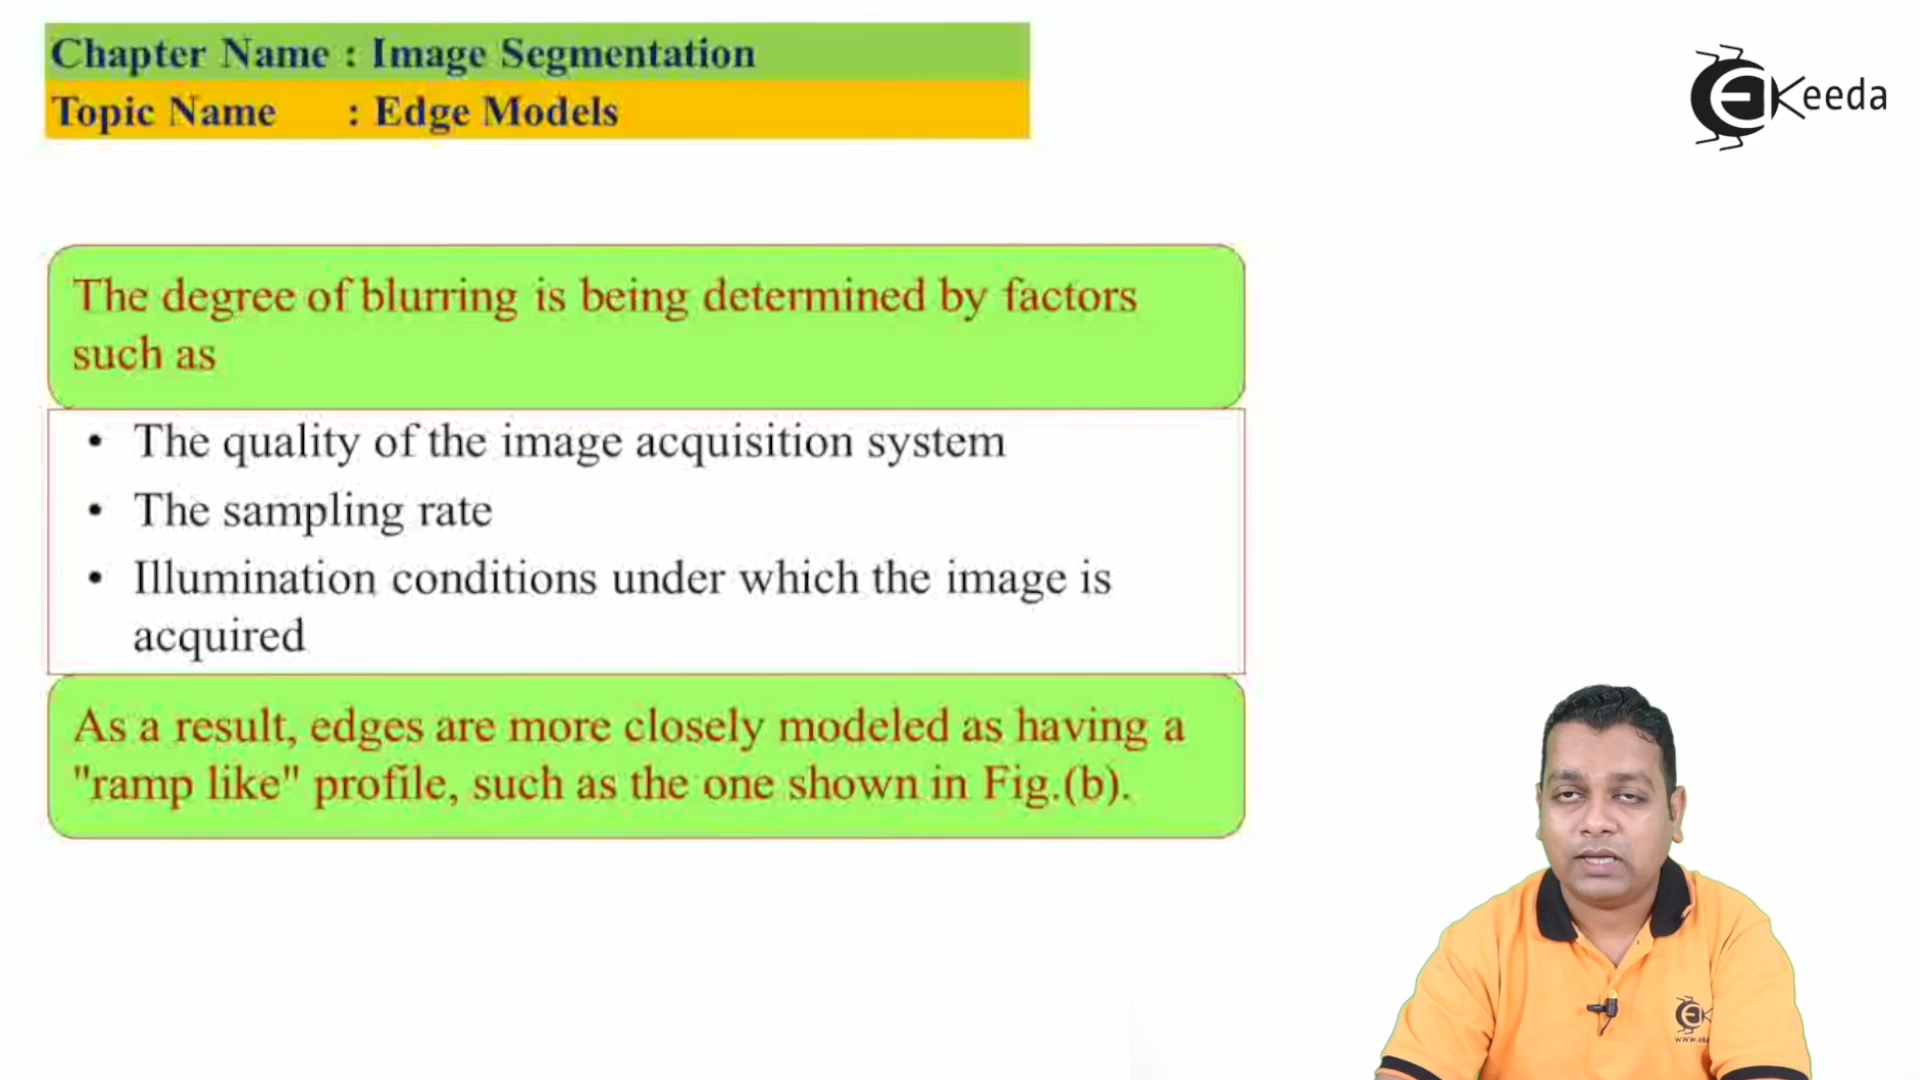 Chapter Name : Image Segmentation
Topic Name : Edge Models
EKeeda
The degree of blurring is being determined by factors
such as
• The quality of the image acquisition system
• The sampling rate
• Illumination conditions under which the image is
acquired
As a result, edges are more closely modeled as having a
"ramp like" profile, such as the one shown in Fig.(b).
E